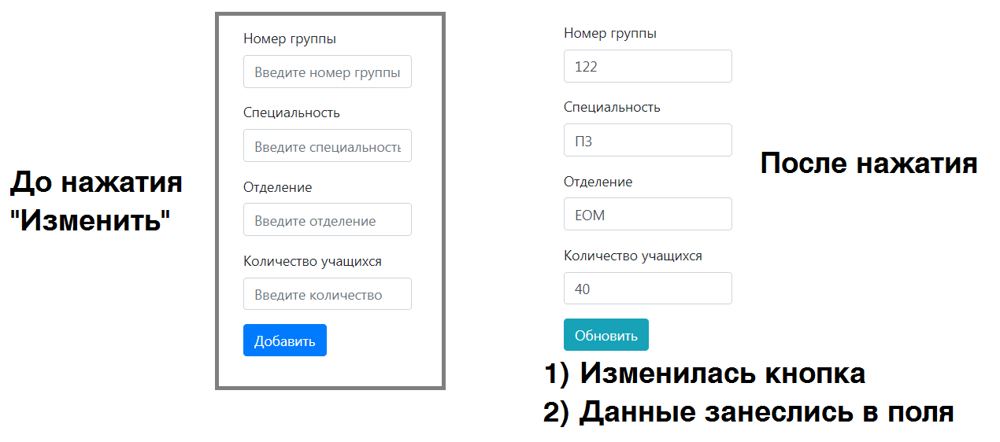 До нажатия
"Изменить"
Номер группы
Введите номер группы
Специальность
Введите специальность
Отделение
Введите отделение
Количество учащихся
Введите количество
Добавить
Номер группы
122
Специальность
ПЗ
Отделение
ЕОМ
Количество учащихся
40
Обновить
После нажатия
1) Изменилась кнопка
2) Данные занеслись в поля